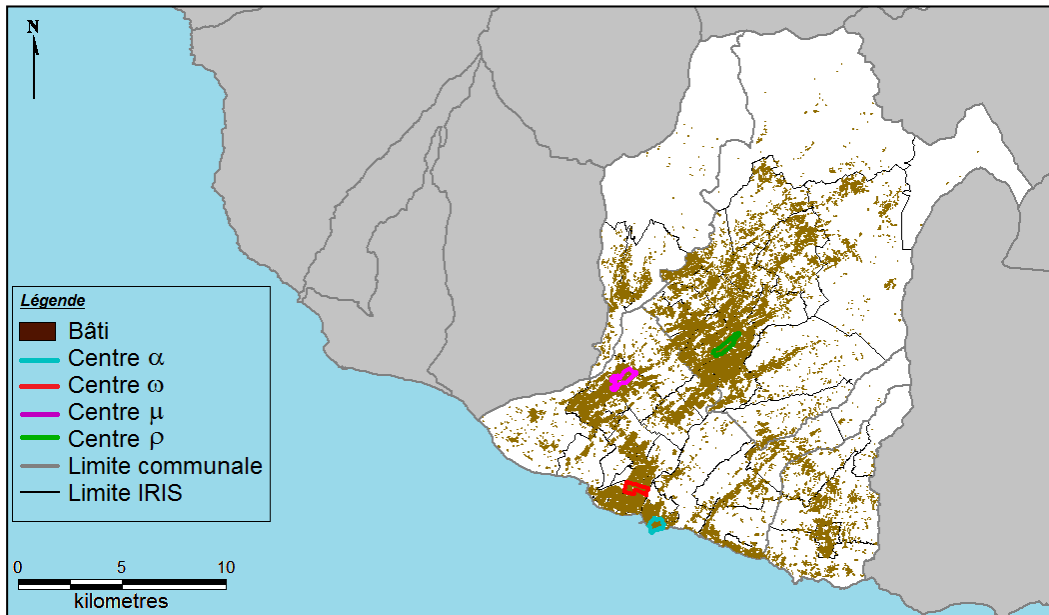 N
Légende
Bâti
Centre α
Centre ω
Centre μ
Centre ρ
Limite communale
Limite IRIS
0 5 10
kilometres